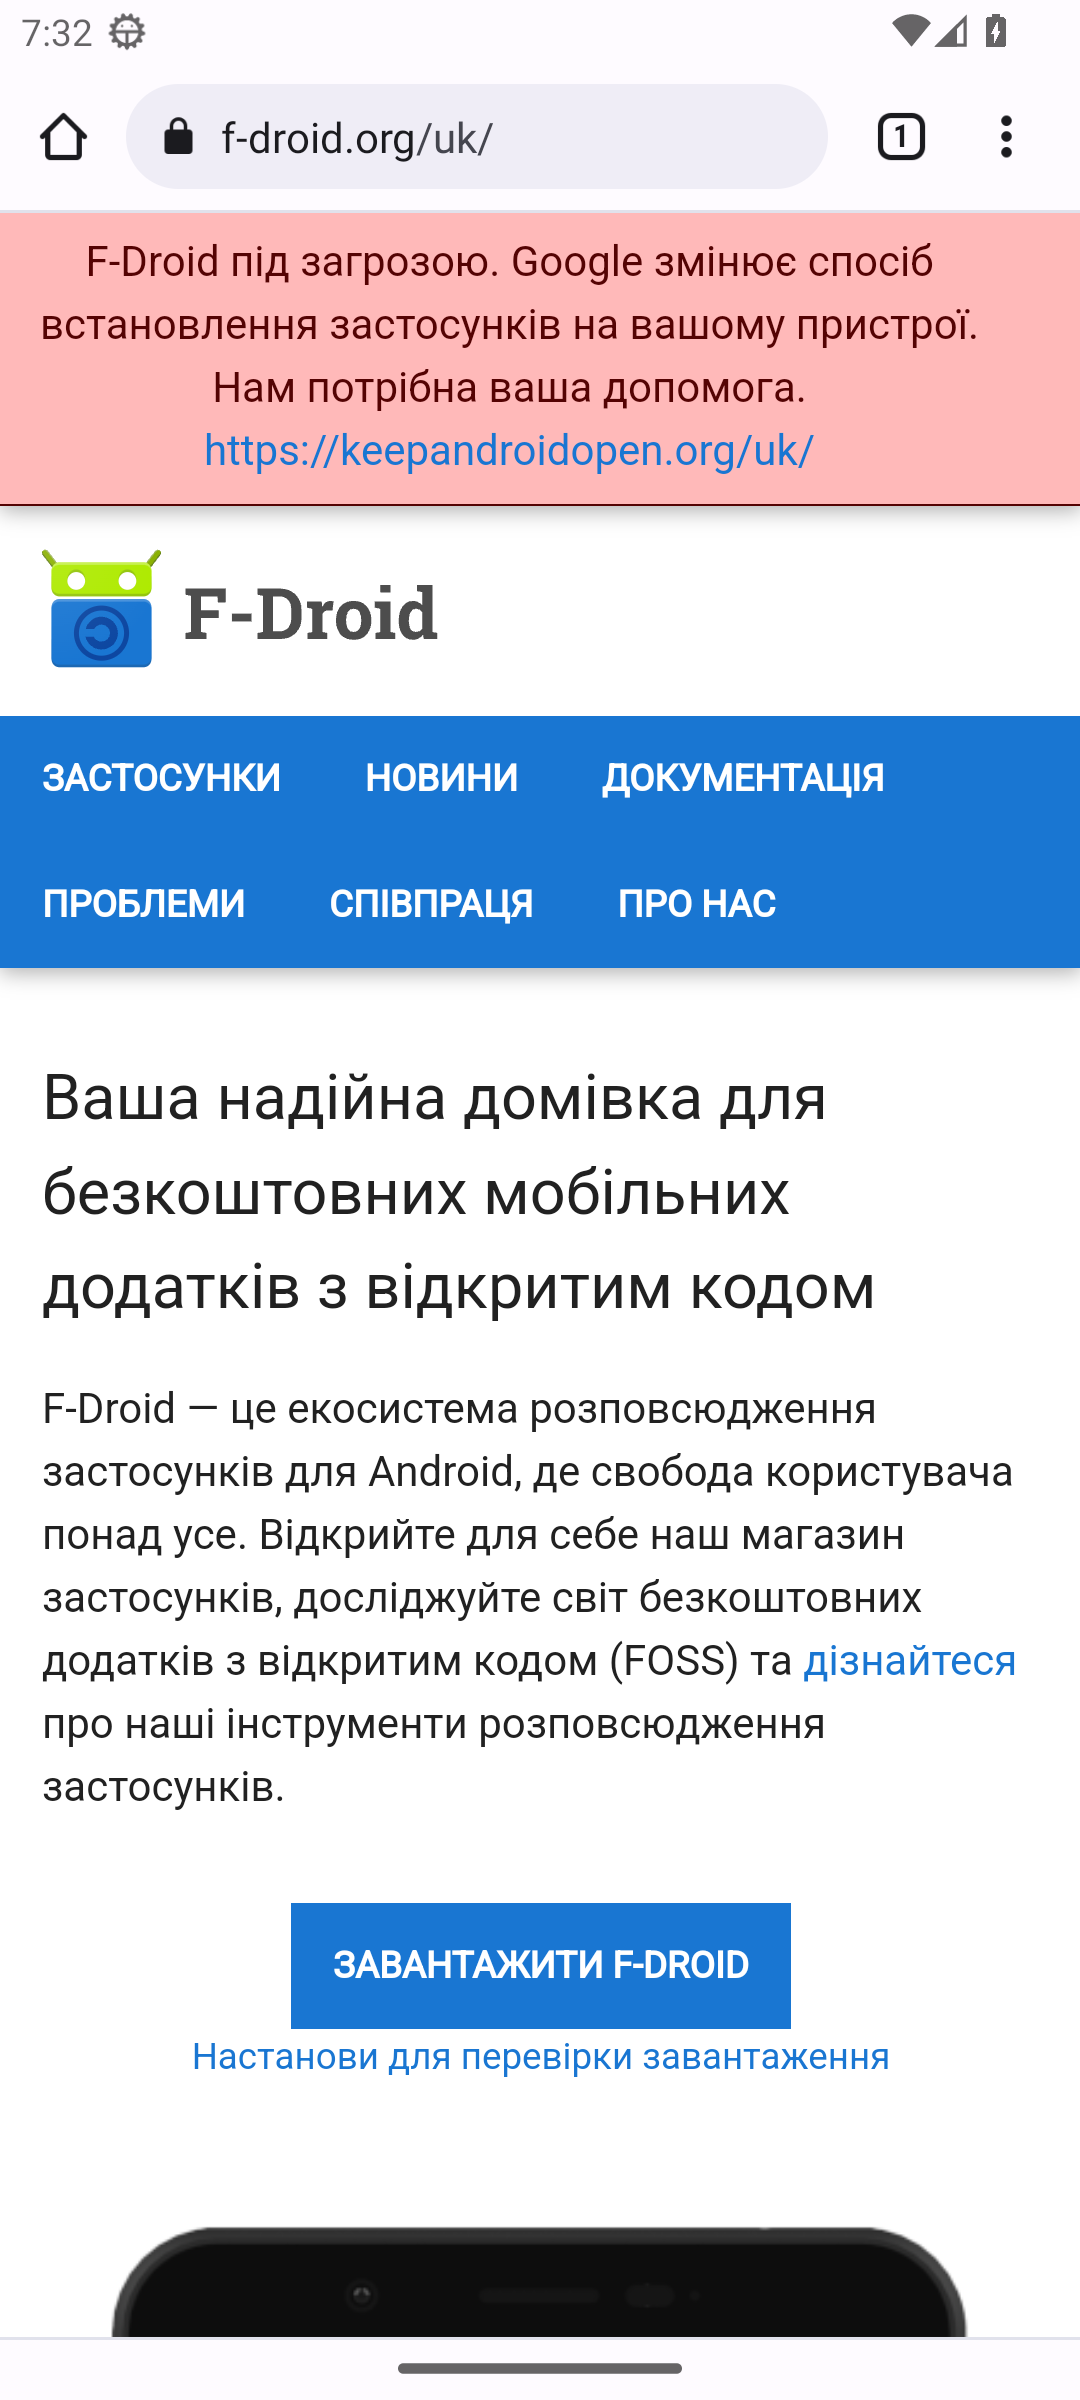 7:32
f-droid.org/uk/
1
F-Droid під загрозою. Google змінює спосіб
встановлення застосунків на вашому пристрої.
Нам потрібна ваша допомога.
https://keepandroidopen.org/uk/
F-Droid
ЗАСТОСУНКИ НОВИНИ ДОКУМЕНТАЦІЯ
ПРОБЛЕМИ СПІВПРАЦЯ ПРО НАС
Ваша надійна домівка для
безкоштовних мобільних
додатків з відкритим кодом
F-Droid — це екосистема розповсюдження
застосунків для Android, де свобода користувача
понад усе. Відкрийте для себе наш магазин
застосунків, досліджуйте світ безкоштовних
додатків з відкритим кодом (FOSS) та дізнайтеся
про наші інструменти розповсюдження
застосунків.
ЗАВАНТАЖИТИ F-DROID
Настанови для перевірки завантаження